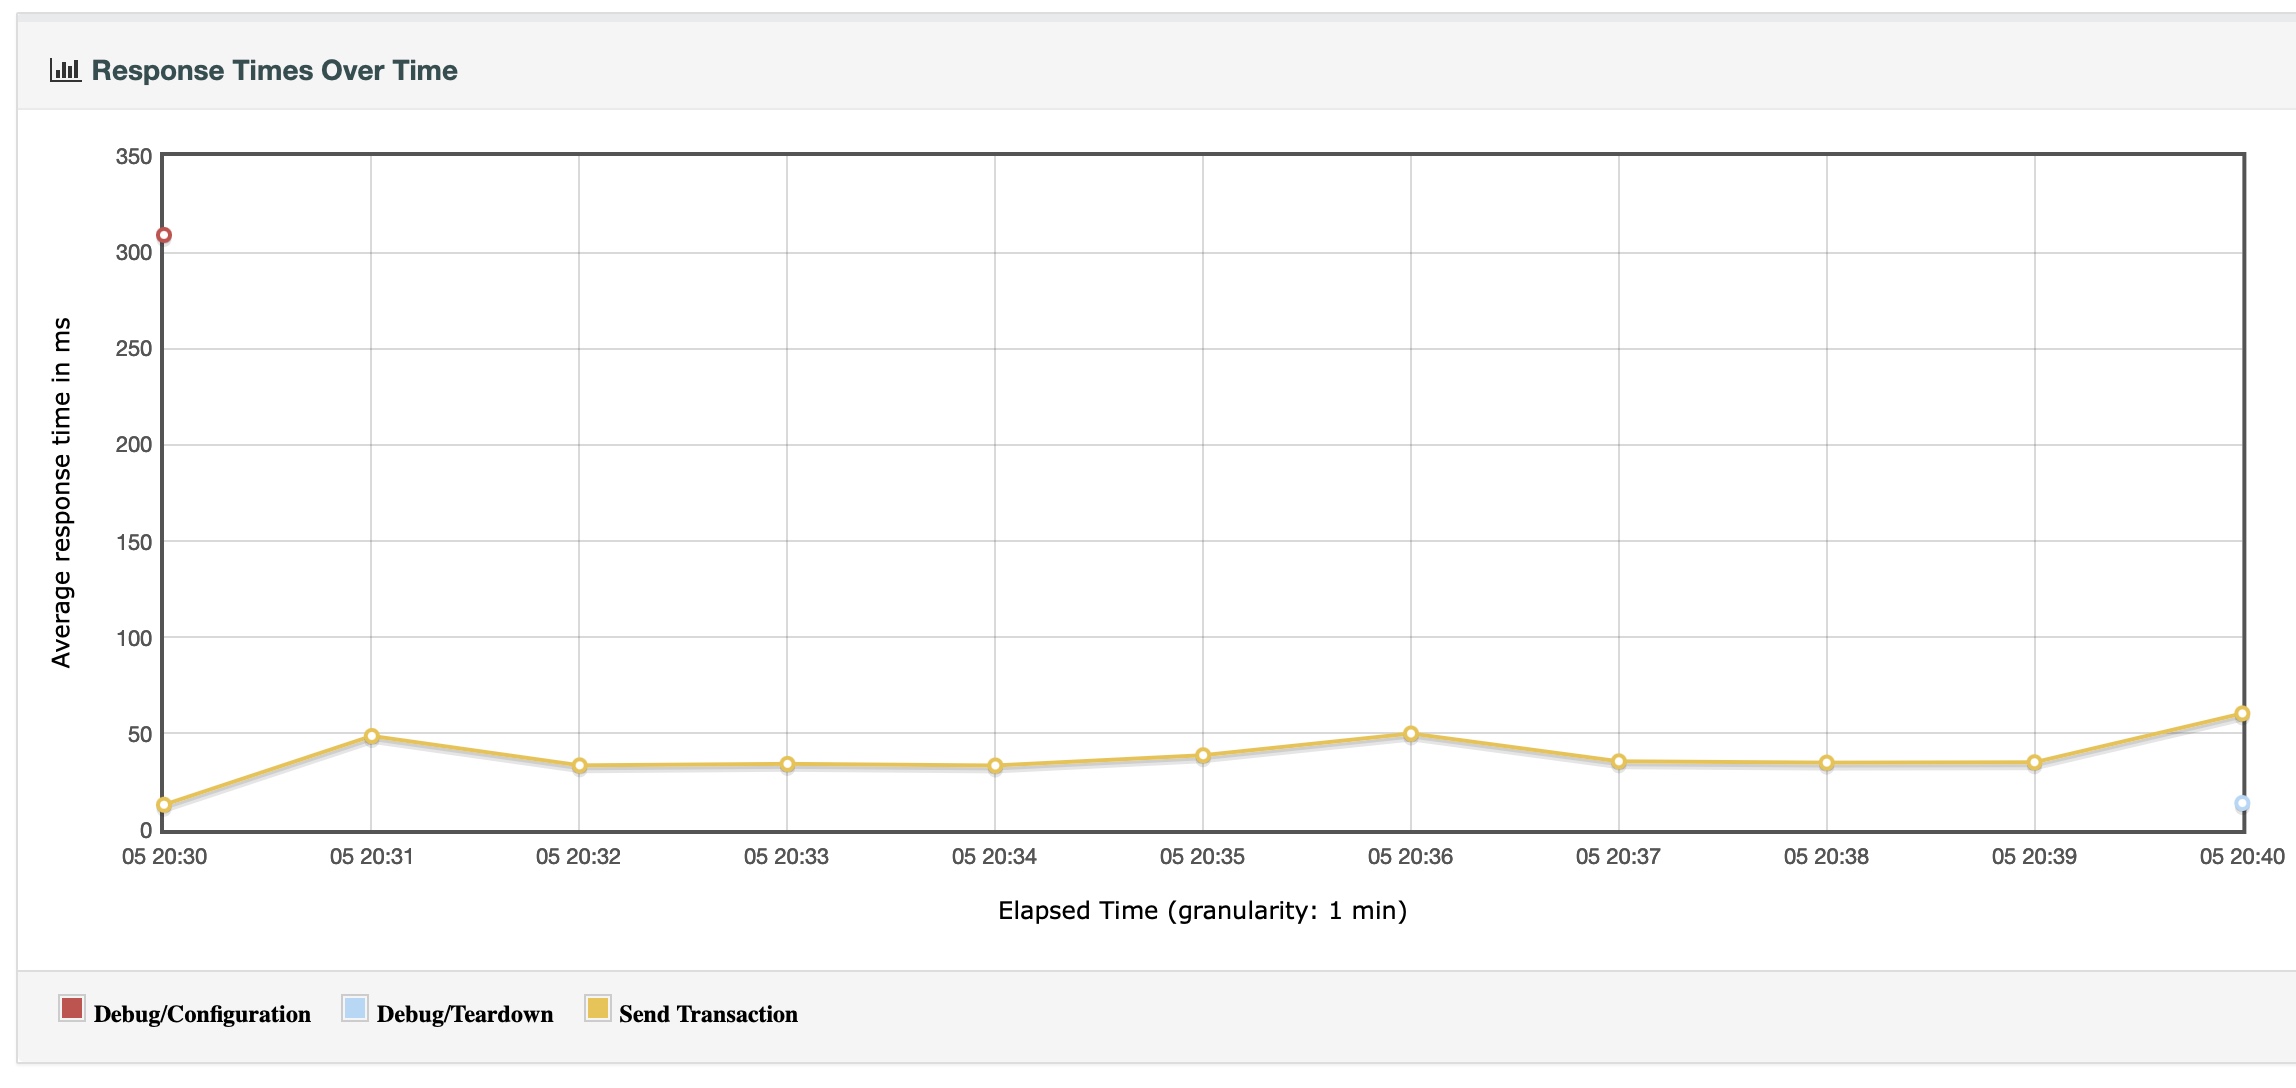 Response Times Over Time
350
300
250
200
150
100
50
0
Average response time in ms
05 20:30 05 20:31 05 20:32 05 20:33 05 20:34 05 20:35 05 20:36 05 20:37 05 20:38 05 20:39 05 20:40
Elapsed Time (granularity: 1 min)
Debug/Configuration Debug/Teardown Send Transaction